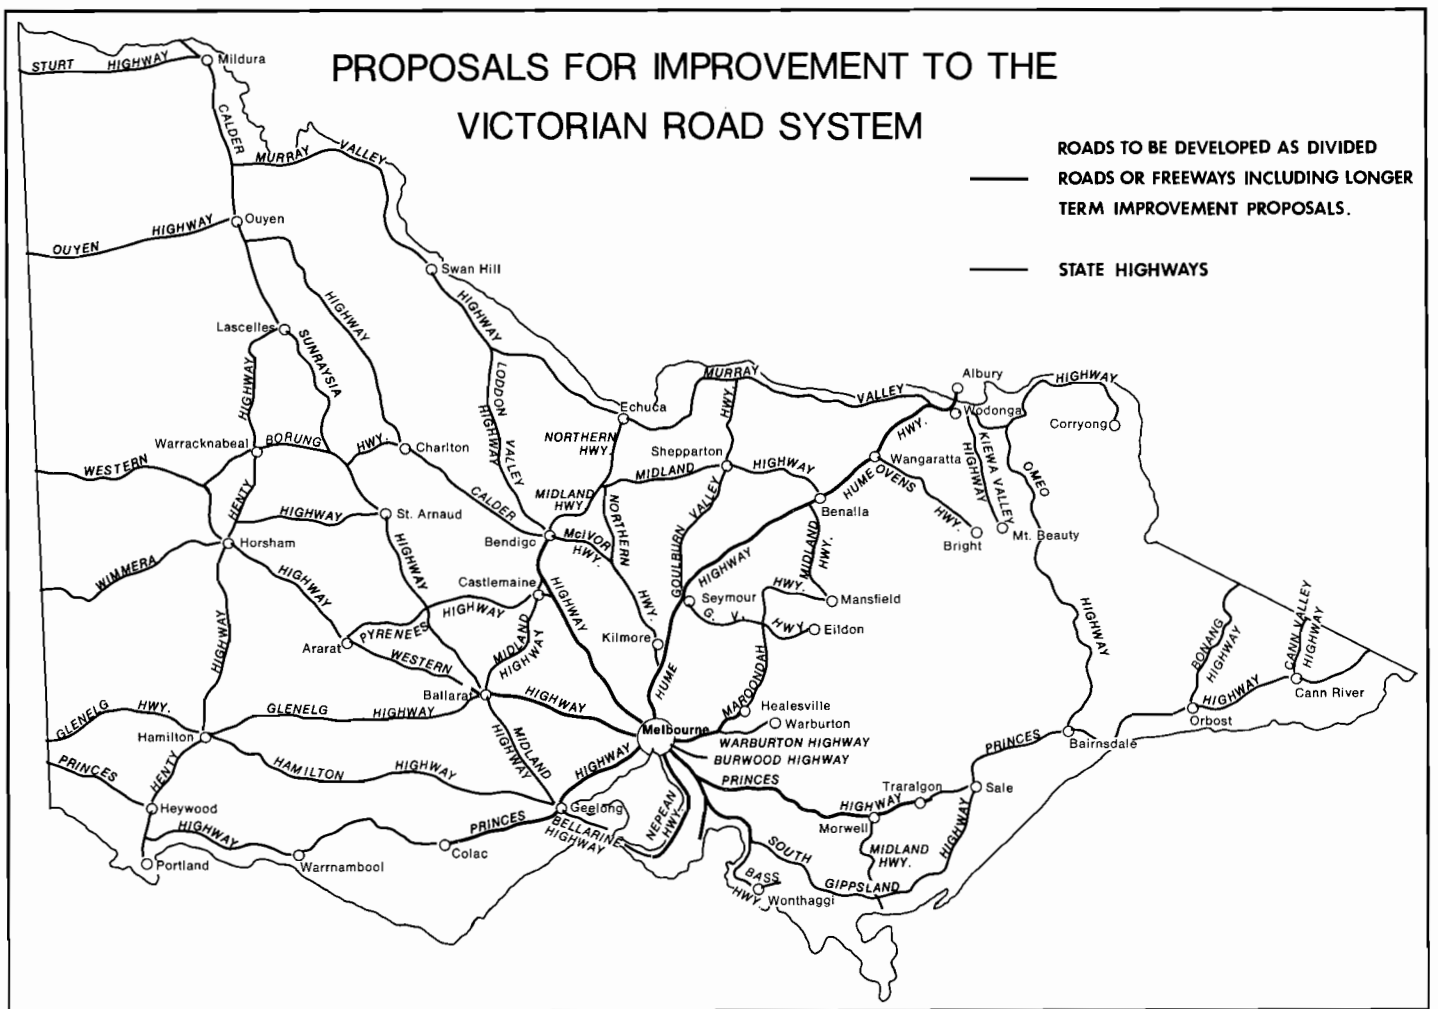 PROPOSALS FOR IMPROVEMENT TO THE
VICTORIAN ROAD SYSTEM
ROADS TO BE DEVELOPED AS DIVIDED
ROADS OR FREEWAYS INCLUDING LONGER
TERM IMPROVEMENT PROPOSALS.
STATE HIGHWAYS
STURT HIGHWAY
Mildura
CALDER
MURRAY VALLEY
OUYEN HIGHWAY
Ouyen
Swan Hill
HIGHWAY
HIGHWAY
Lascelles
SUNRAYSIA
HIGHWAY
LODDON
VALLEY
HIGHWAY
MURRAY
VALLEY
Albury
HIGHWAY
Wodonga
Corryong
Echuca
HWY.
HWY.
NORTHERN
HWY.
Warracknabeal
BORUNG
HWY.
Charlton
Shepparton
MIDLAND
HIGHWAY
Wangaratta
KIEWA VALLEY
HIGHWAY
OMEO
WESTERN
HENTY
CALDER
MIDLAND
HWY.
HUME
OVENS
HWY.
Benalla
HIGHWAY
St. Arnaud
NORTHERN
GOULBURN
VALLEY
Bright
Mt. Beauty
Horsham
Bendigo
McIVOR
HWY.
MIDLAND
HWY.
WIMMERA
HIGHWAY
HIGHWAY
Castlemaine
HIGHWAY
HIGHWAY
HWY.
Mansfield
HIGHWAY
HWY.
Seymour
G. V. HWY
Eildon
HIGHWAY
HIGHWAY
PYRENEES
Ararat
MIDLAND
HIGHWAY
Kilmore
BONANG
HIGHWAY
CANN VALLEY
HIGHWAY
WESTERN
HUME
MAROONDAH
Ballarat
HIGHWAY
HIGHWAY
Cann River
GLENELG HWY.
GLENELG HIGHWAY
Healesville
Orbost
Hamilton
Melbourne
Warburton
WARBURTON HIGHWAY
BURWOOD HIGHWAY
PRINCES
Bairnsdale
PRINCES
HENTY
HAMILTON HIGHWAY
MIDLAND
HIGHWAY
HIGHWAY
PRINCES
HIGHWAY
Traralgon
Sale
Heywood
Geelong
NEPEAN
HWY.
Morwell
HIGHWAY
PRINCES
BELLARINE
HIGHWAY
HIGHWAY
Colac
SOUTH
GIPPSLAND
MIDLAND
HWY.
Portland
Warrnambool
BASS
HWY.
Wonthaggi